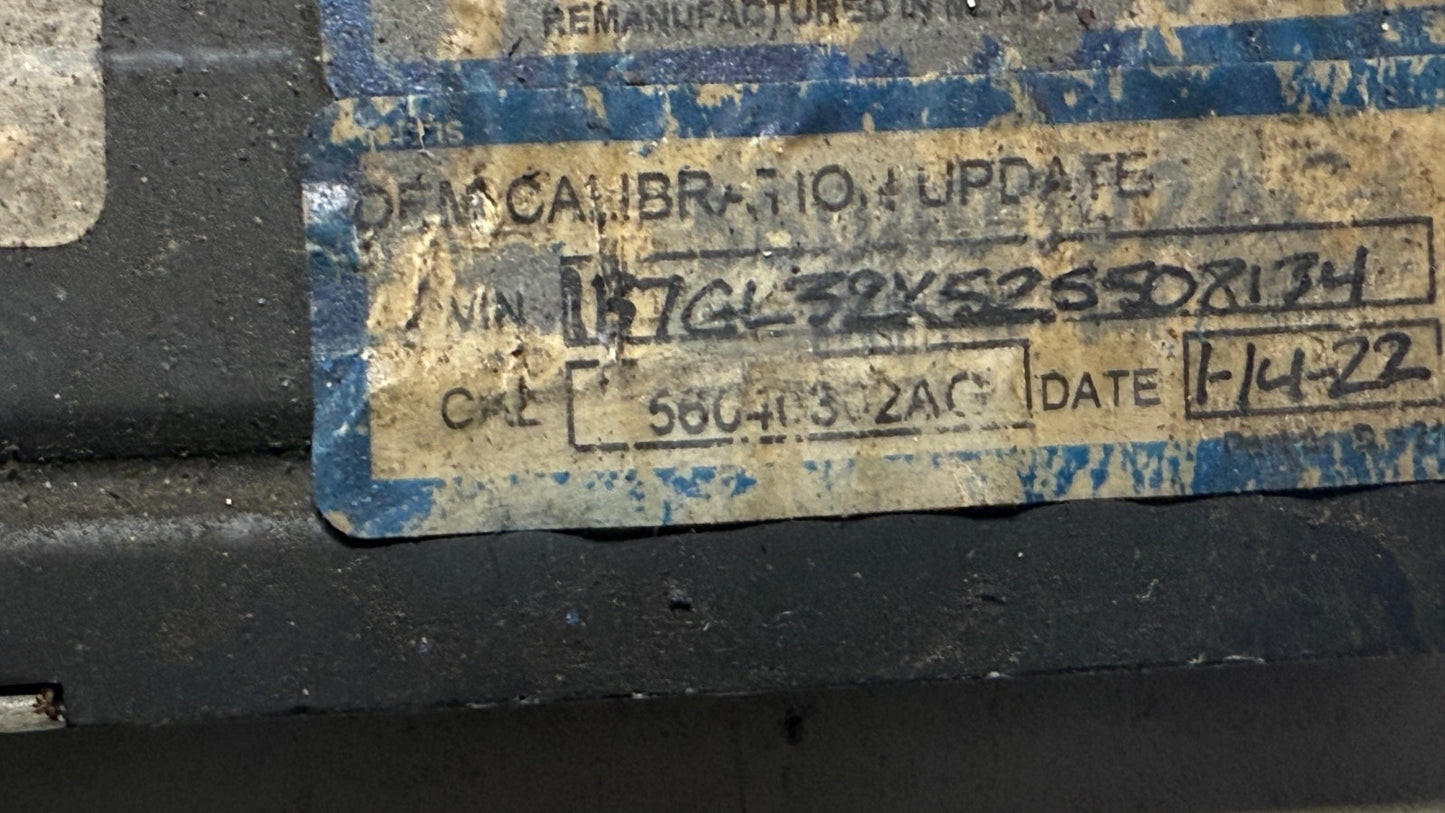 REMANUFACTURED IN MEXICO
OEM CALIBRATION UPDATE
VIN 1B7GL32X52S508134
CAL 56040302AC DATE 1-14-22